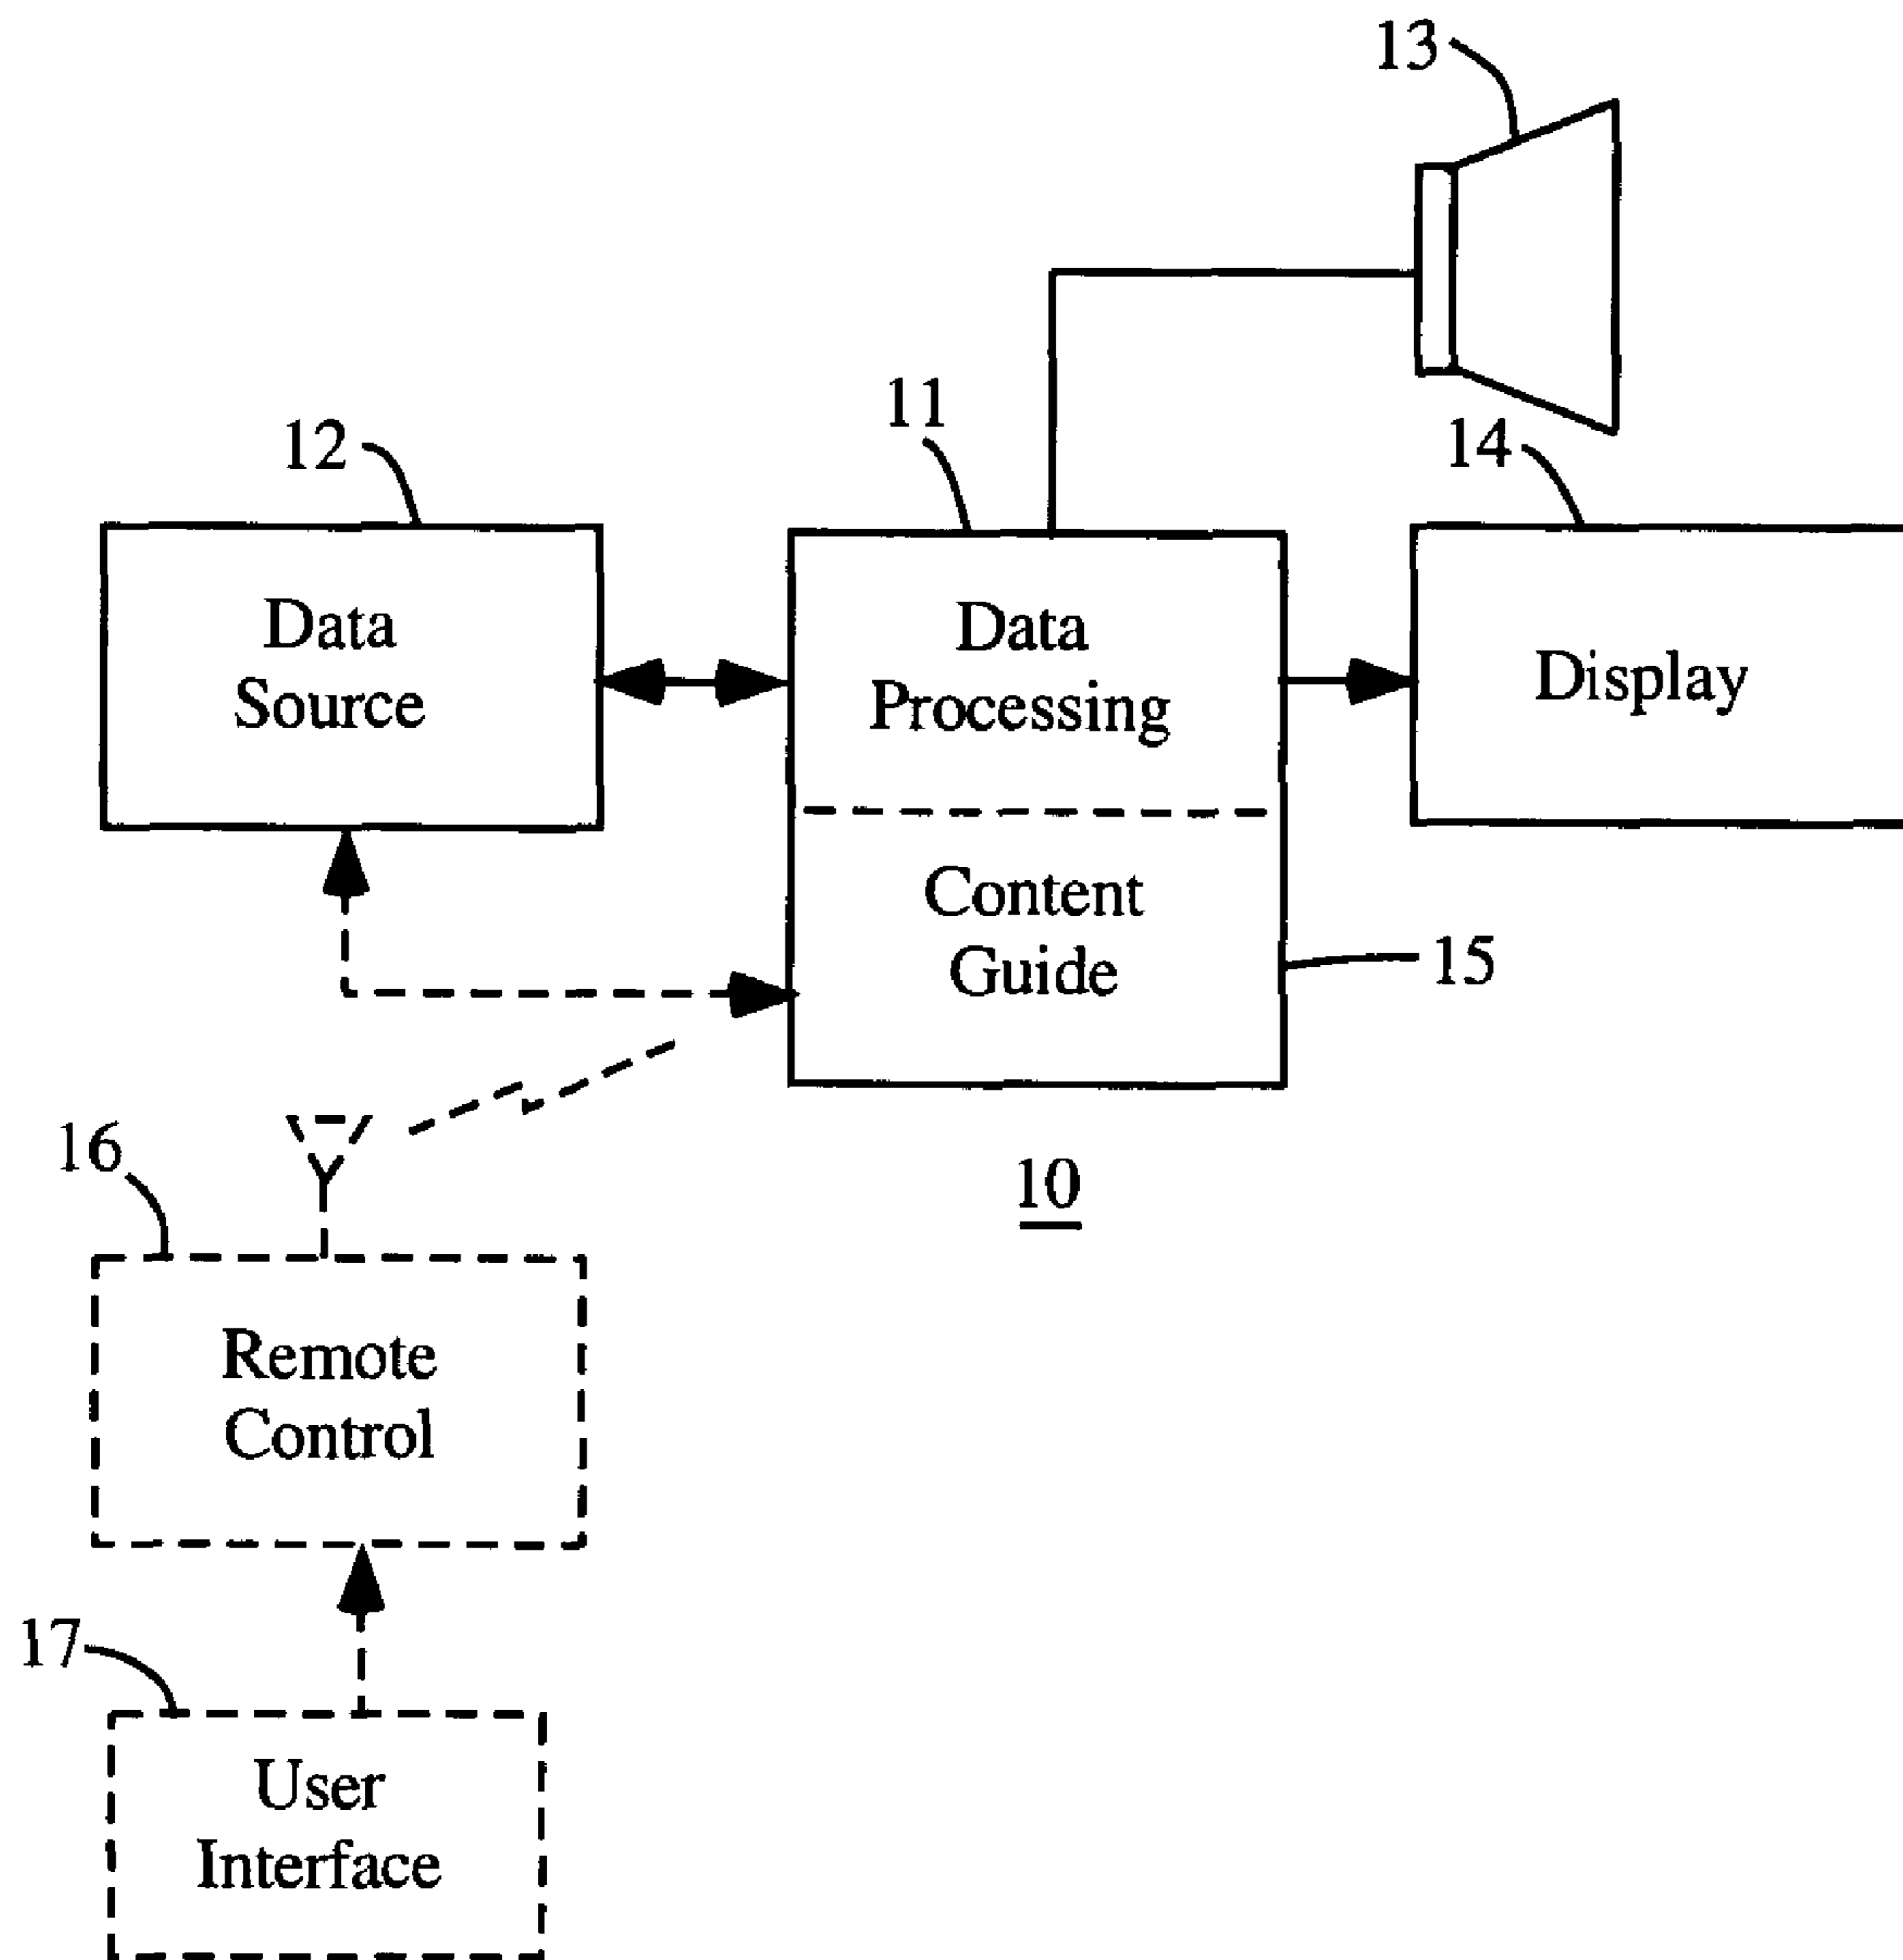 13
11
12
14
Data
Source
Data
Processing
Display
Content
Guide
15
16
10
Remote
Control
17
User
Interface